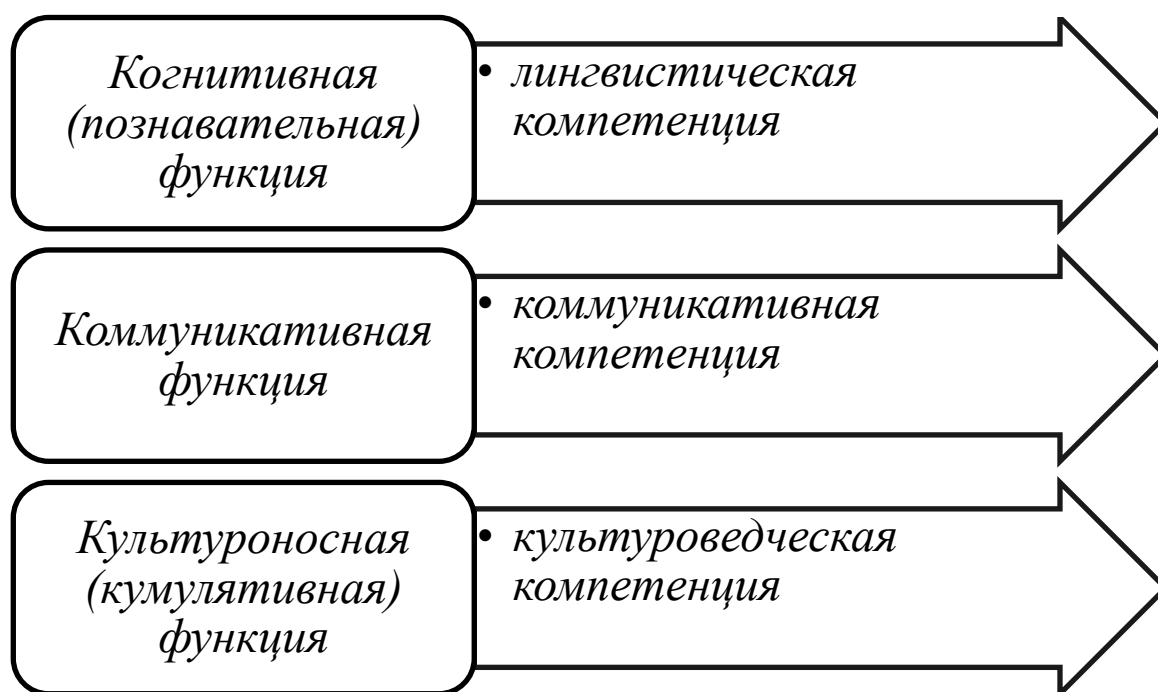 Когнитивная
(познавательная)
функция
• лингвистическая
компетенция
Коммуникативная
функция
• коммуникативная
компетенция
Культуроносная
(кумулятивная)
функция
• культуроведческая
компетенция